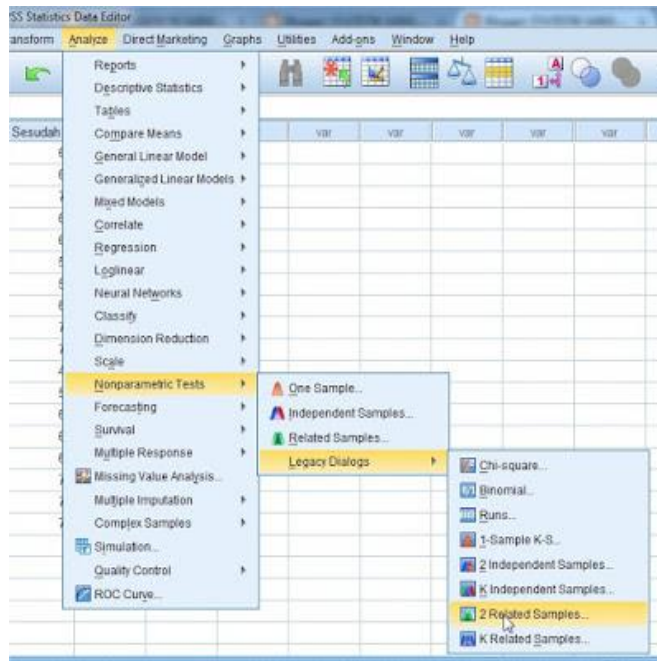 SS Statistics Data Editor
ansform Analyze Direct Marketing Graphs Utilities Add-ons Window Help
Reports
Descriptive Statistics
Tables
Sesudah
var var var var var
Compare Means
General Linear Model
Generalized Linear Models
Mixed Models
Correlate
Regression
Loglinear
Neural Networks
Classify
Dimension Reduction
Scale
Nonparametric Tests
One Sample...
Forecasting
Independent Samples...
Survival
Related Samples...
Multiple Response
Legacy Dialogs
Chi-square...
Missing Value Analysis...
Binomial...
Multiple Imputation
Runs...
Complex Samples
1-Sample K-S...
Simulation...
2 Independent Samples...
Quality Control
K Independent Samples...
ROC Curve...
2 Related Samples...
K Related Samples...